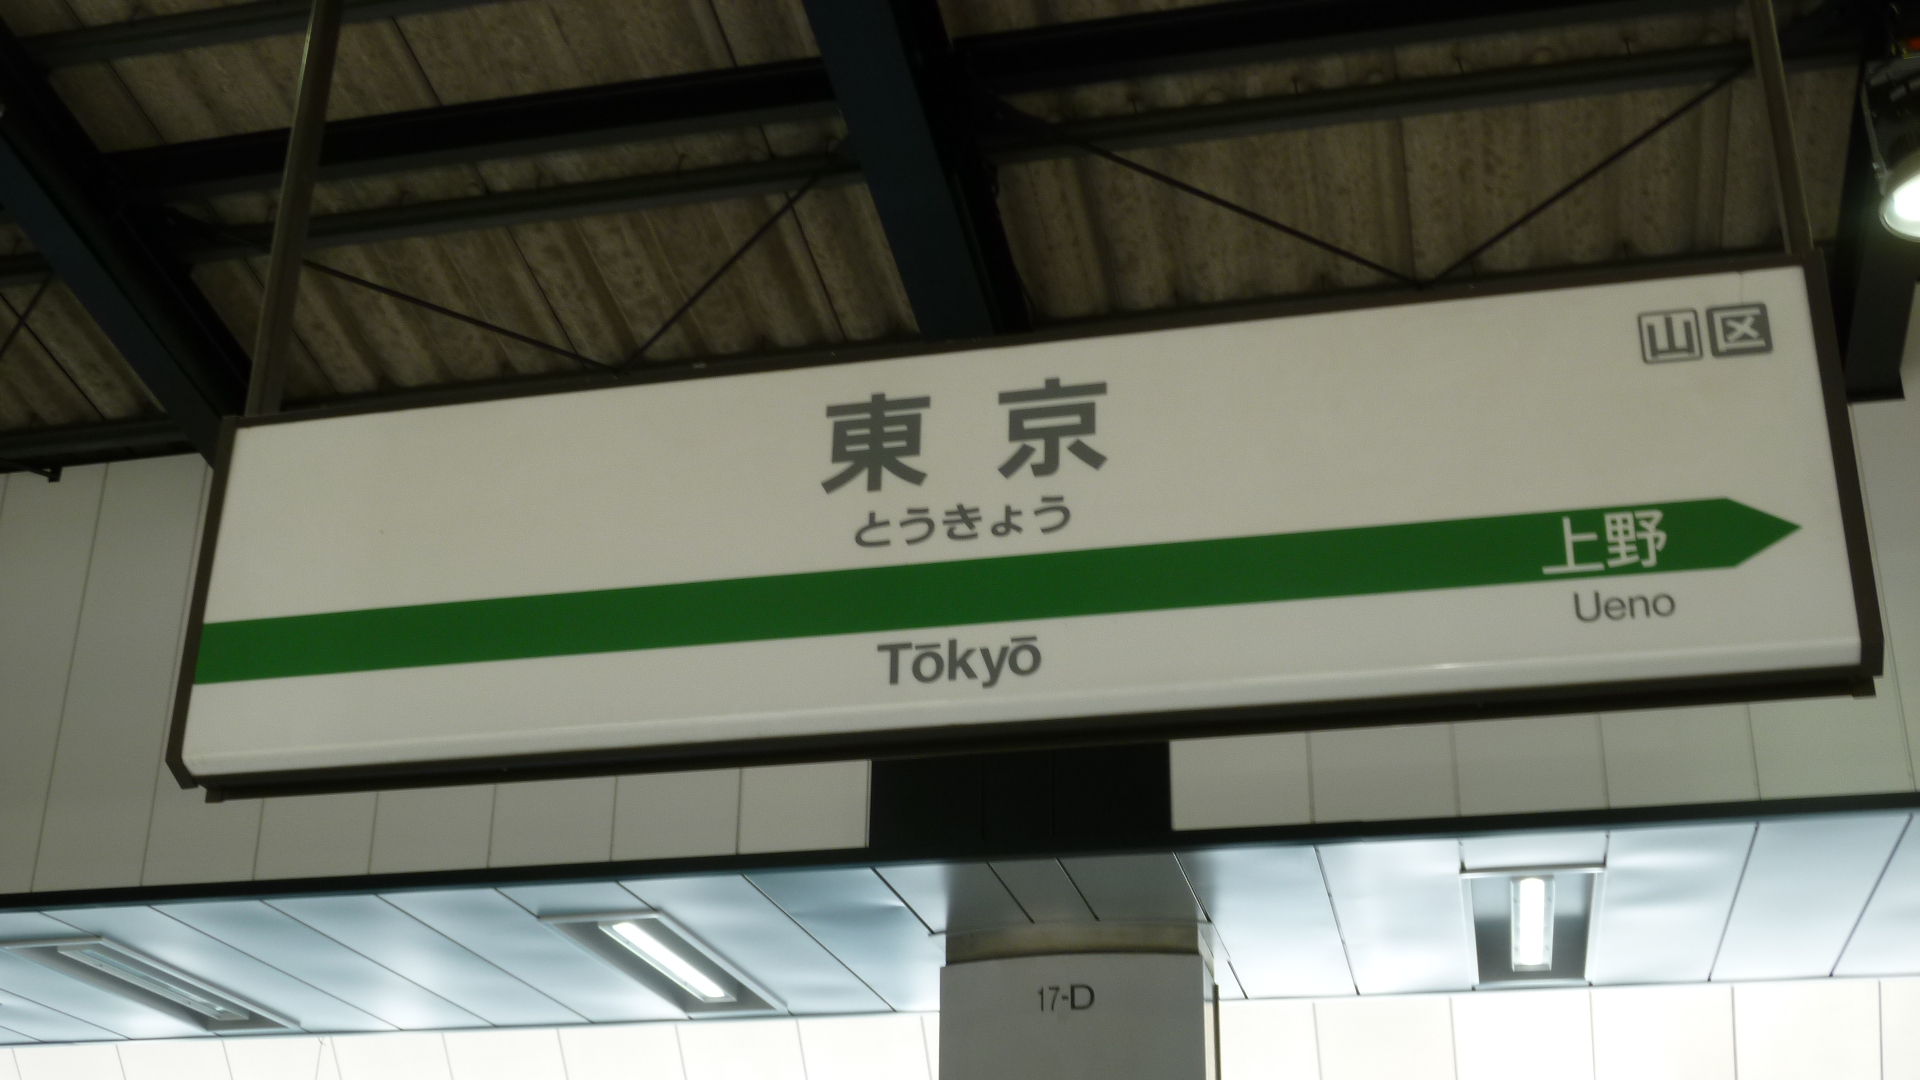 山 区
東京
とうきょう
上野
Ueno
Tōkyō
17-D